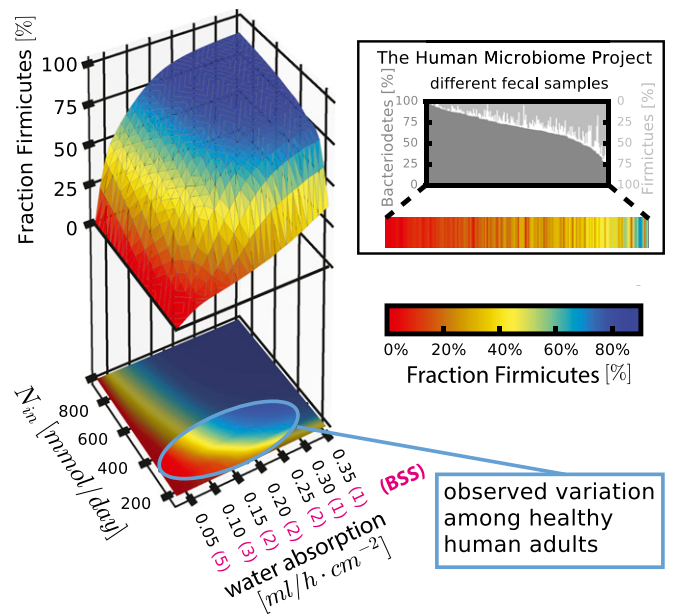 Fraction Firmicutes [%]
100
75
50
25
0
The Human Microbiome Project
different fecal samples
Bacteriodetes [%]
100
75
50
25
0
0
25
50
75
100
Firmictues [%]
0% 20% 40% 60% 80%
Fraction Firmicutes [%]
N_in [mmol/day]
800
600
400
200
0.05 (5)
0.10 (3)
0.15 (2)
0.20 (2)
0.25 (2)
0.30 (1)
0.35 (1)
(BSS)
water absorption
[ml/h · cm⁻²]
observed variation
among healthy
human adults